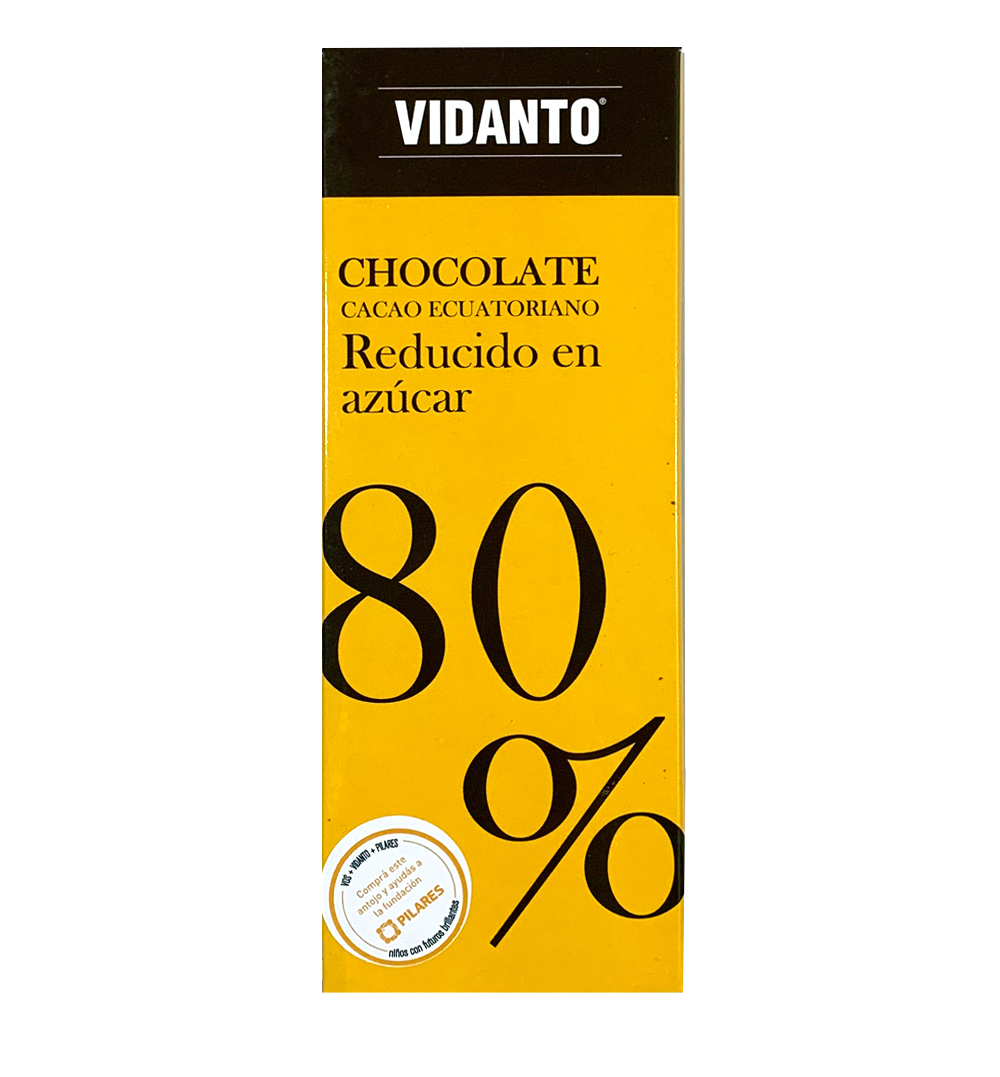 VIDANTO®
CHOCOLATE
CACAO ECUATORIANO
Reducido en
azúcar
80
%
VOS + VIDANTO + PILARES
Comprá este
antojo y ayudás a
la fundación
PILARES
niños con futuros brillantes